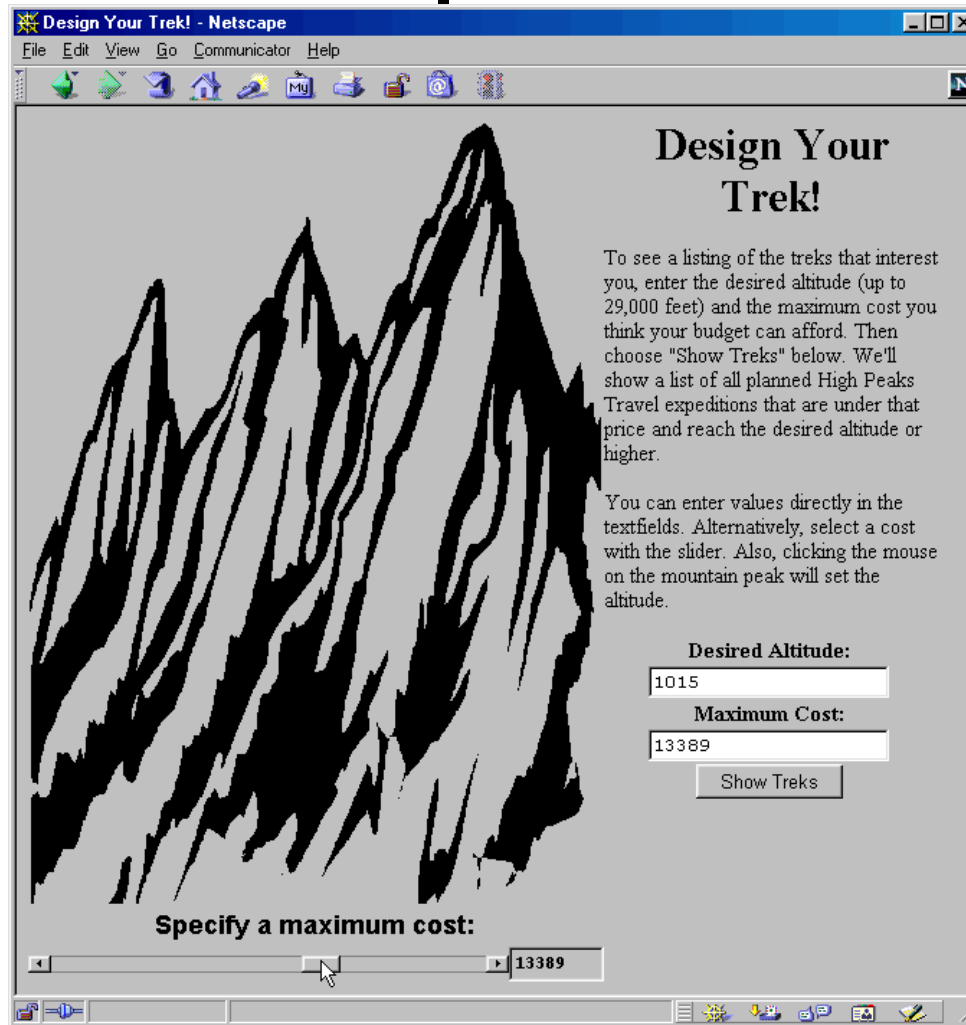 Design Your Trek! - Netscape
File Edit View Go Communicator Help
My
N
Design Your
Trek!
To see a listing of the treks that interest
you, enter the desired altitude (up to
29,000 feet) and the maximum cost you
think your budget can afford. Then
choose "Show Treks" below. We'll
show a list of all planned High Peaks
Travel expeditions that are under that
price and reach the desired altitude or
higher.
You can enter values directly in the
textfields. Alternatively, select a cost
with the slider. Also, clicking the mouse
on the mountain peak will set the
altitude.
Desired Altitude:
1015
Maximum Cost:
13389
Show Treks
Specify a maximum cost:
13389